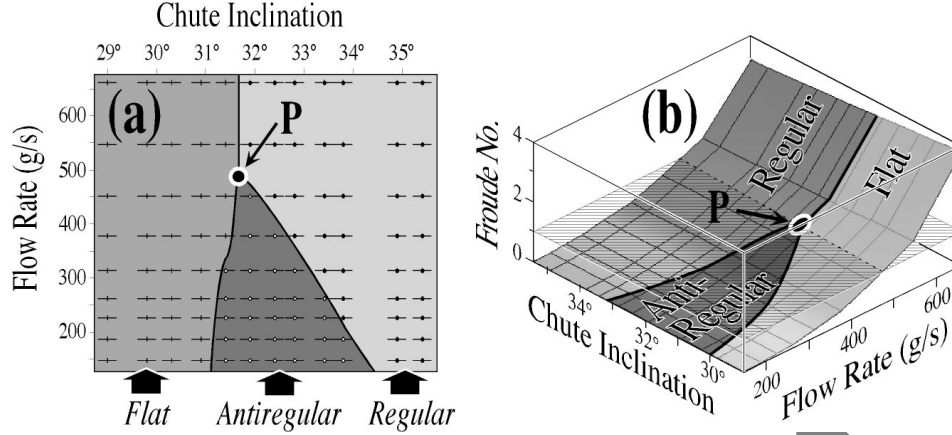 Chute Inclination
29° 30° 31° 32° 33° 34° 35°
Flow Rate (g/s)
600
500
400
300
200
(a)
P
Flat Antiregular Regular
(b)
Froude No.
4
2
0
Regular
Flat
P
Anti-
Regular
34°
32°
30°
Chute Inclination
200
400
600
Flow Rate (g/s)